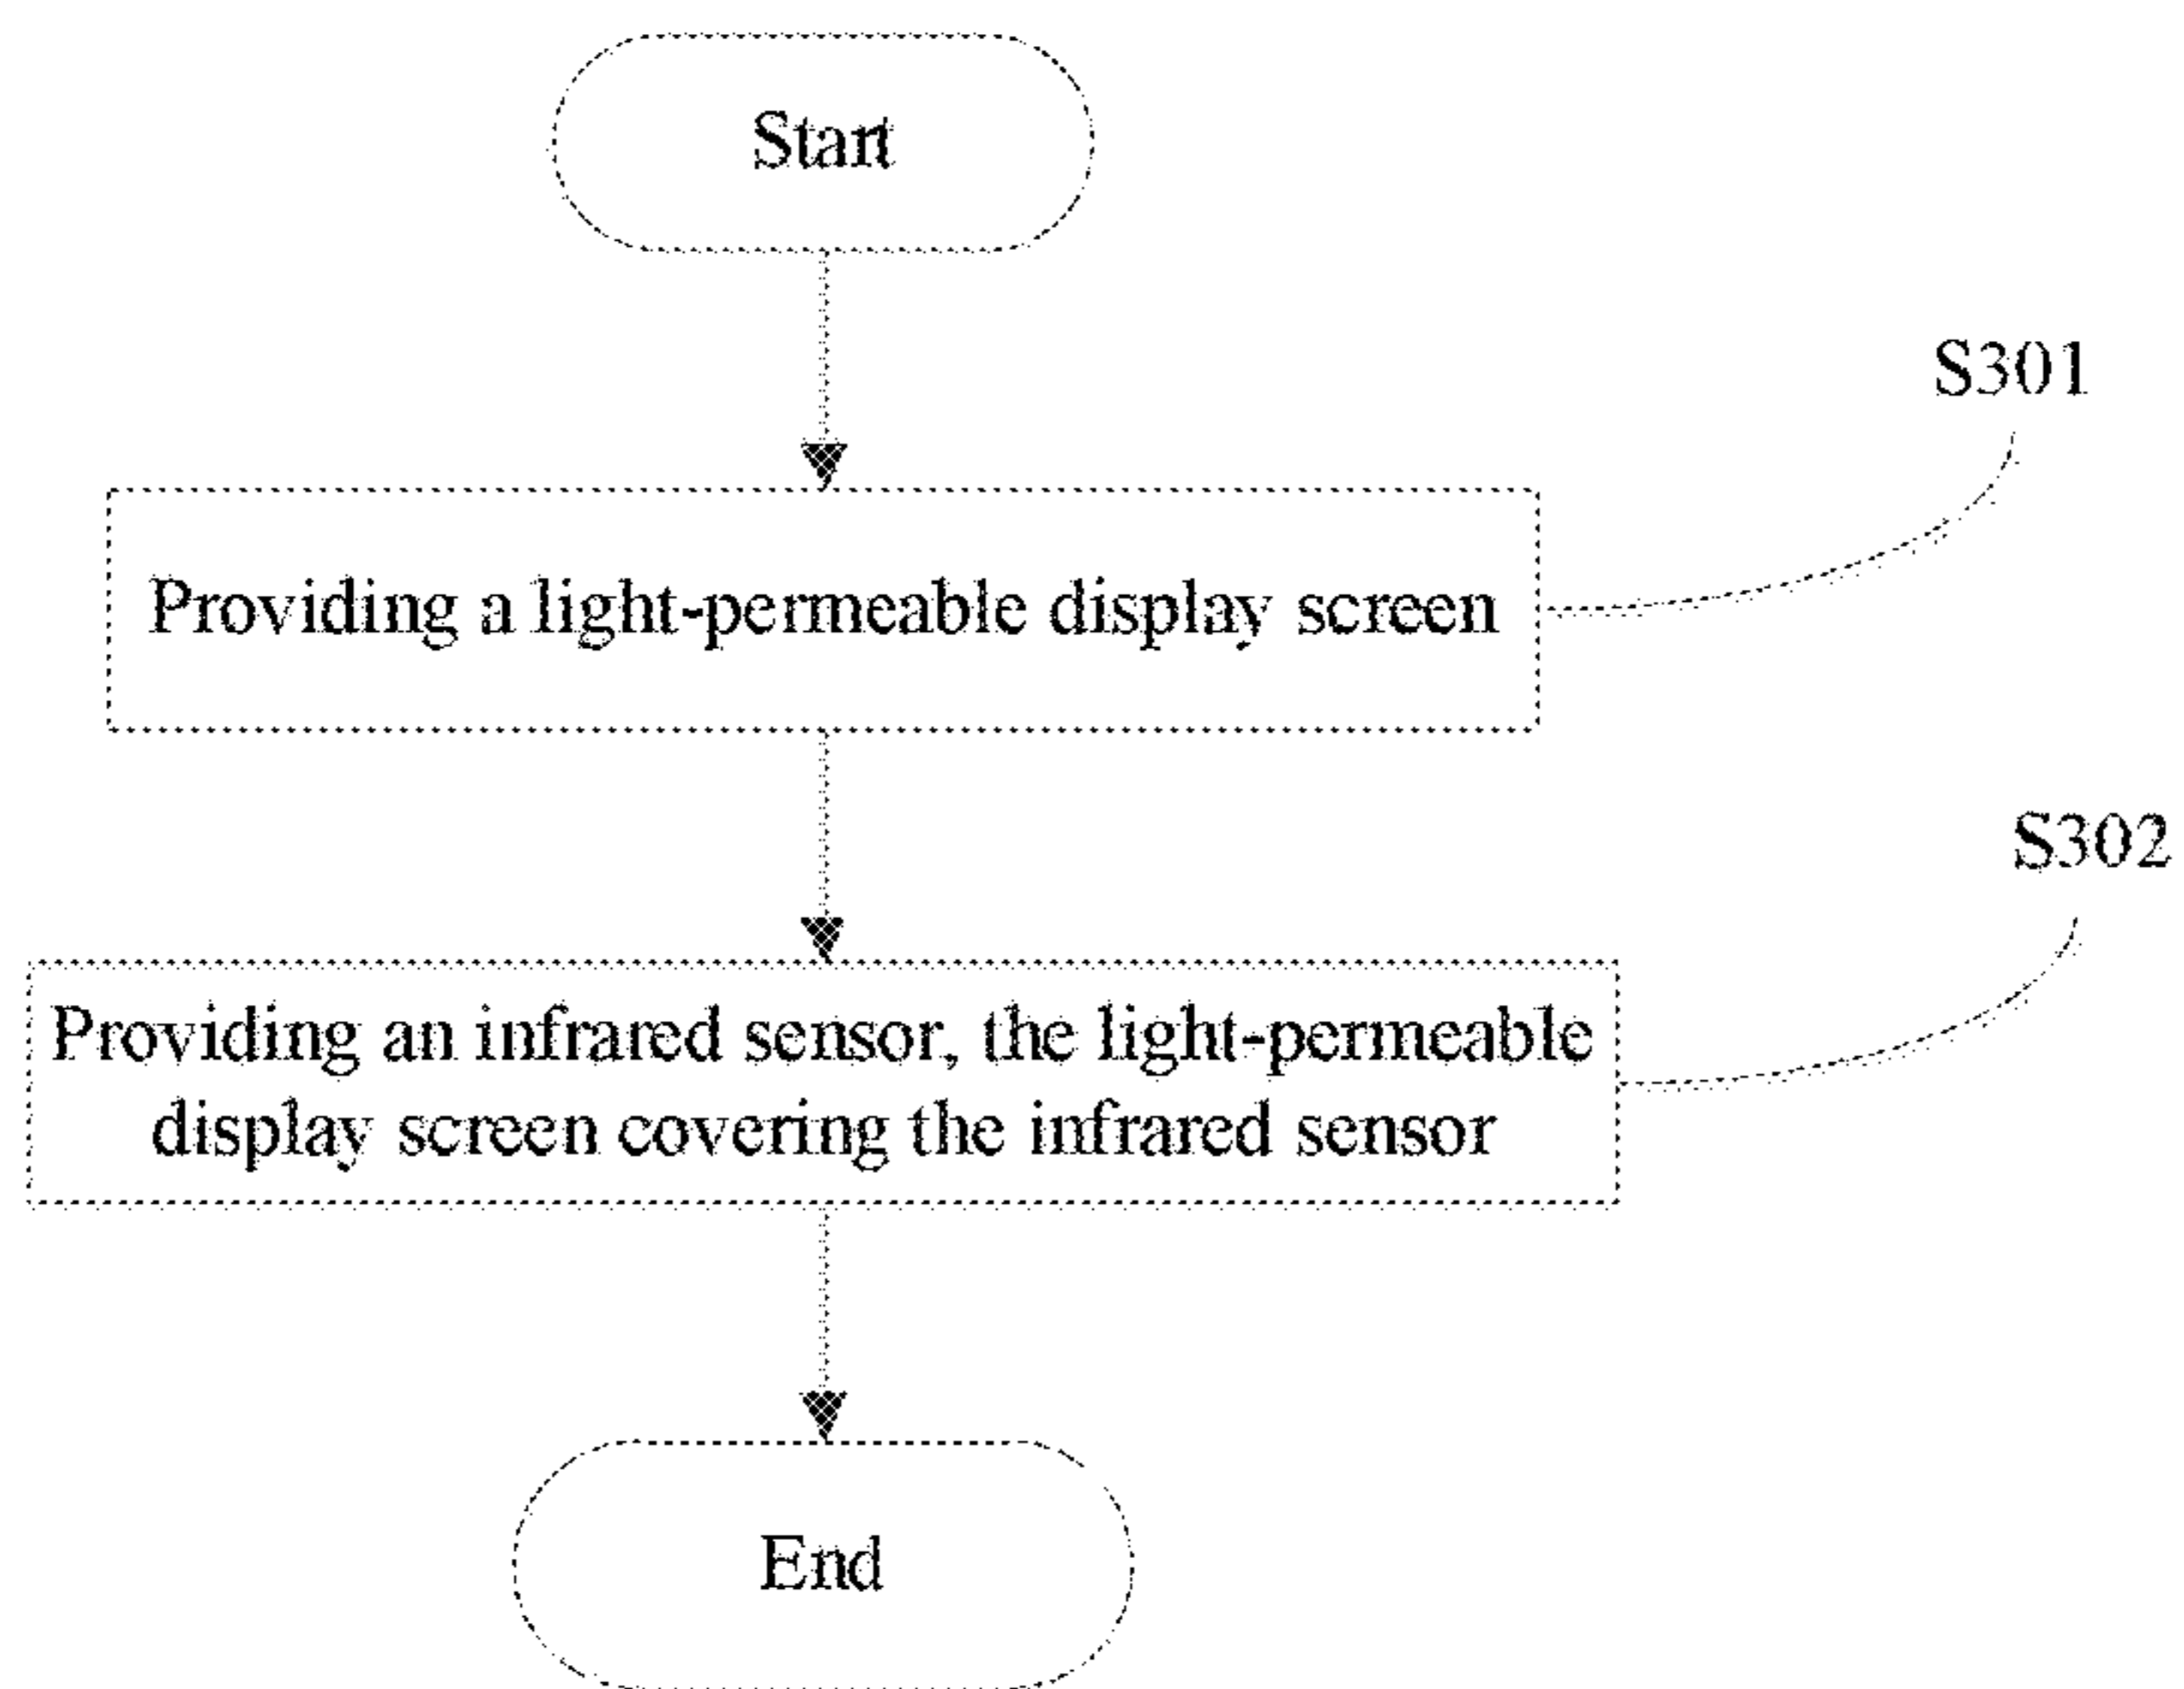 Start
S301
Providing a light-permeable display screen
S302
Providing an infrared sensor, the light-permeable
display screen covering the infrared sensor
End